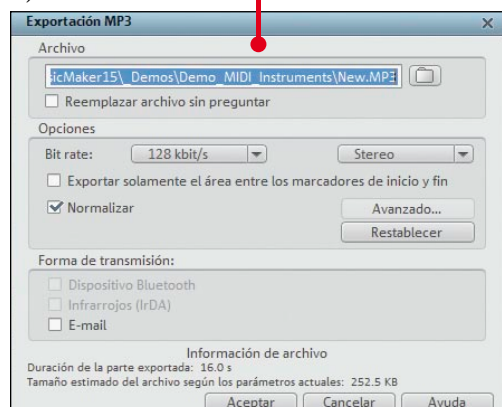 Exportación MP3
Archivo
sicMaker15\_Demos\Demo_MIDI_Instruments\New.MP3
Reemplazar archivo sin preguntar
Opciones
Bit rate: 128 kbit/s Stereo
Exportar solamente el área entre los marcadores de inicio y fin
Normalizar Avanzado...
Restablecer
Forma de transmisión:
Dispositivo Bluetooth
Infrarrojos (IrDA)
E-mail
Información de archivo
Duración de la parte exportada: 16.0 s
Tamaño estimado del archivo según los parámetros actuales: 252.5 KB
Aceptar Cancelar Ayuda